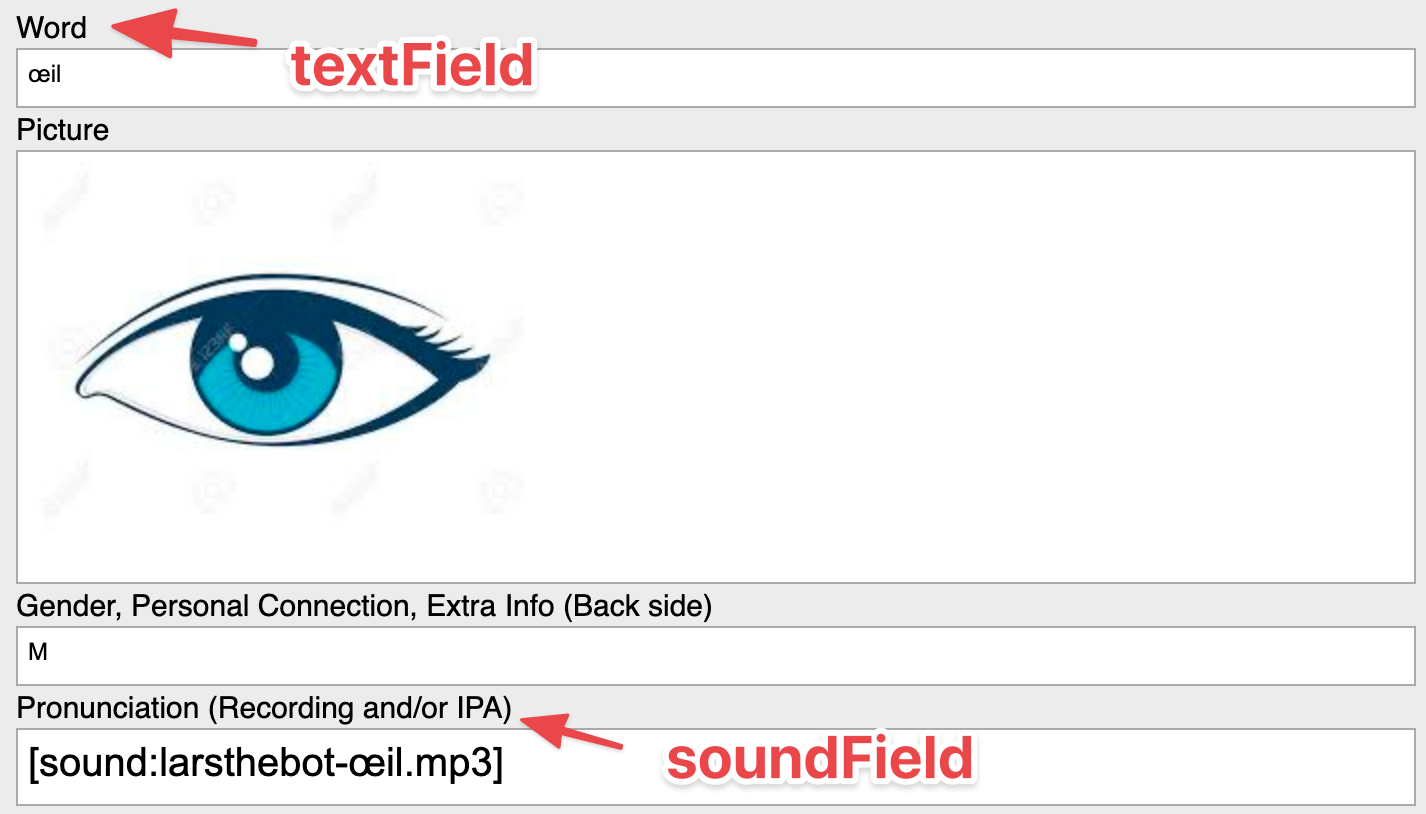 Word
textField
œil
Picture
123RF
Gender, Personal Connection, Extra Info (Back side)
M
Pronunciation (Recording and/or IPA)
soundField
[sound:larsthebot-œil.mp3]